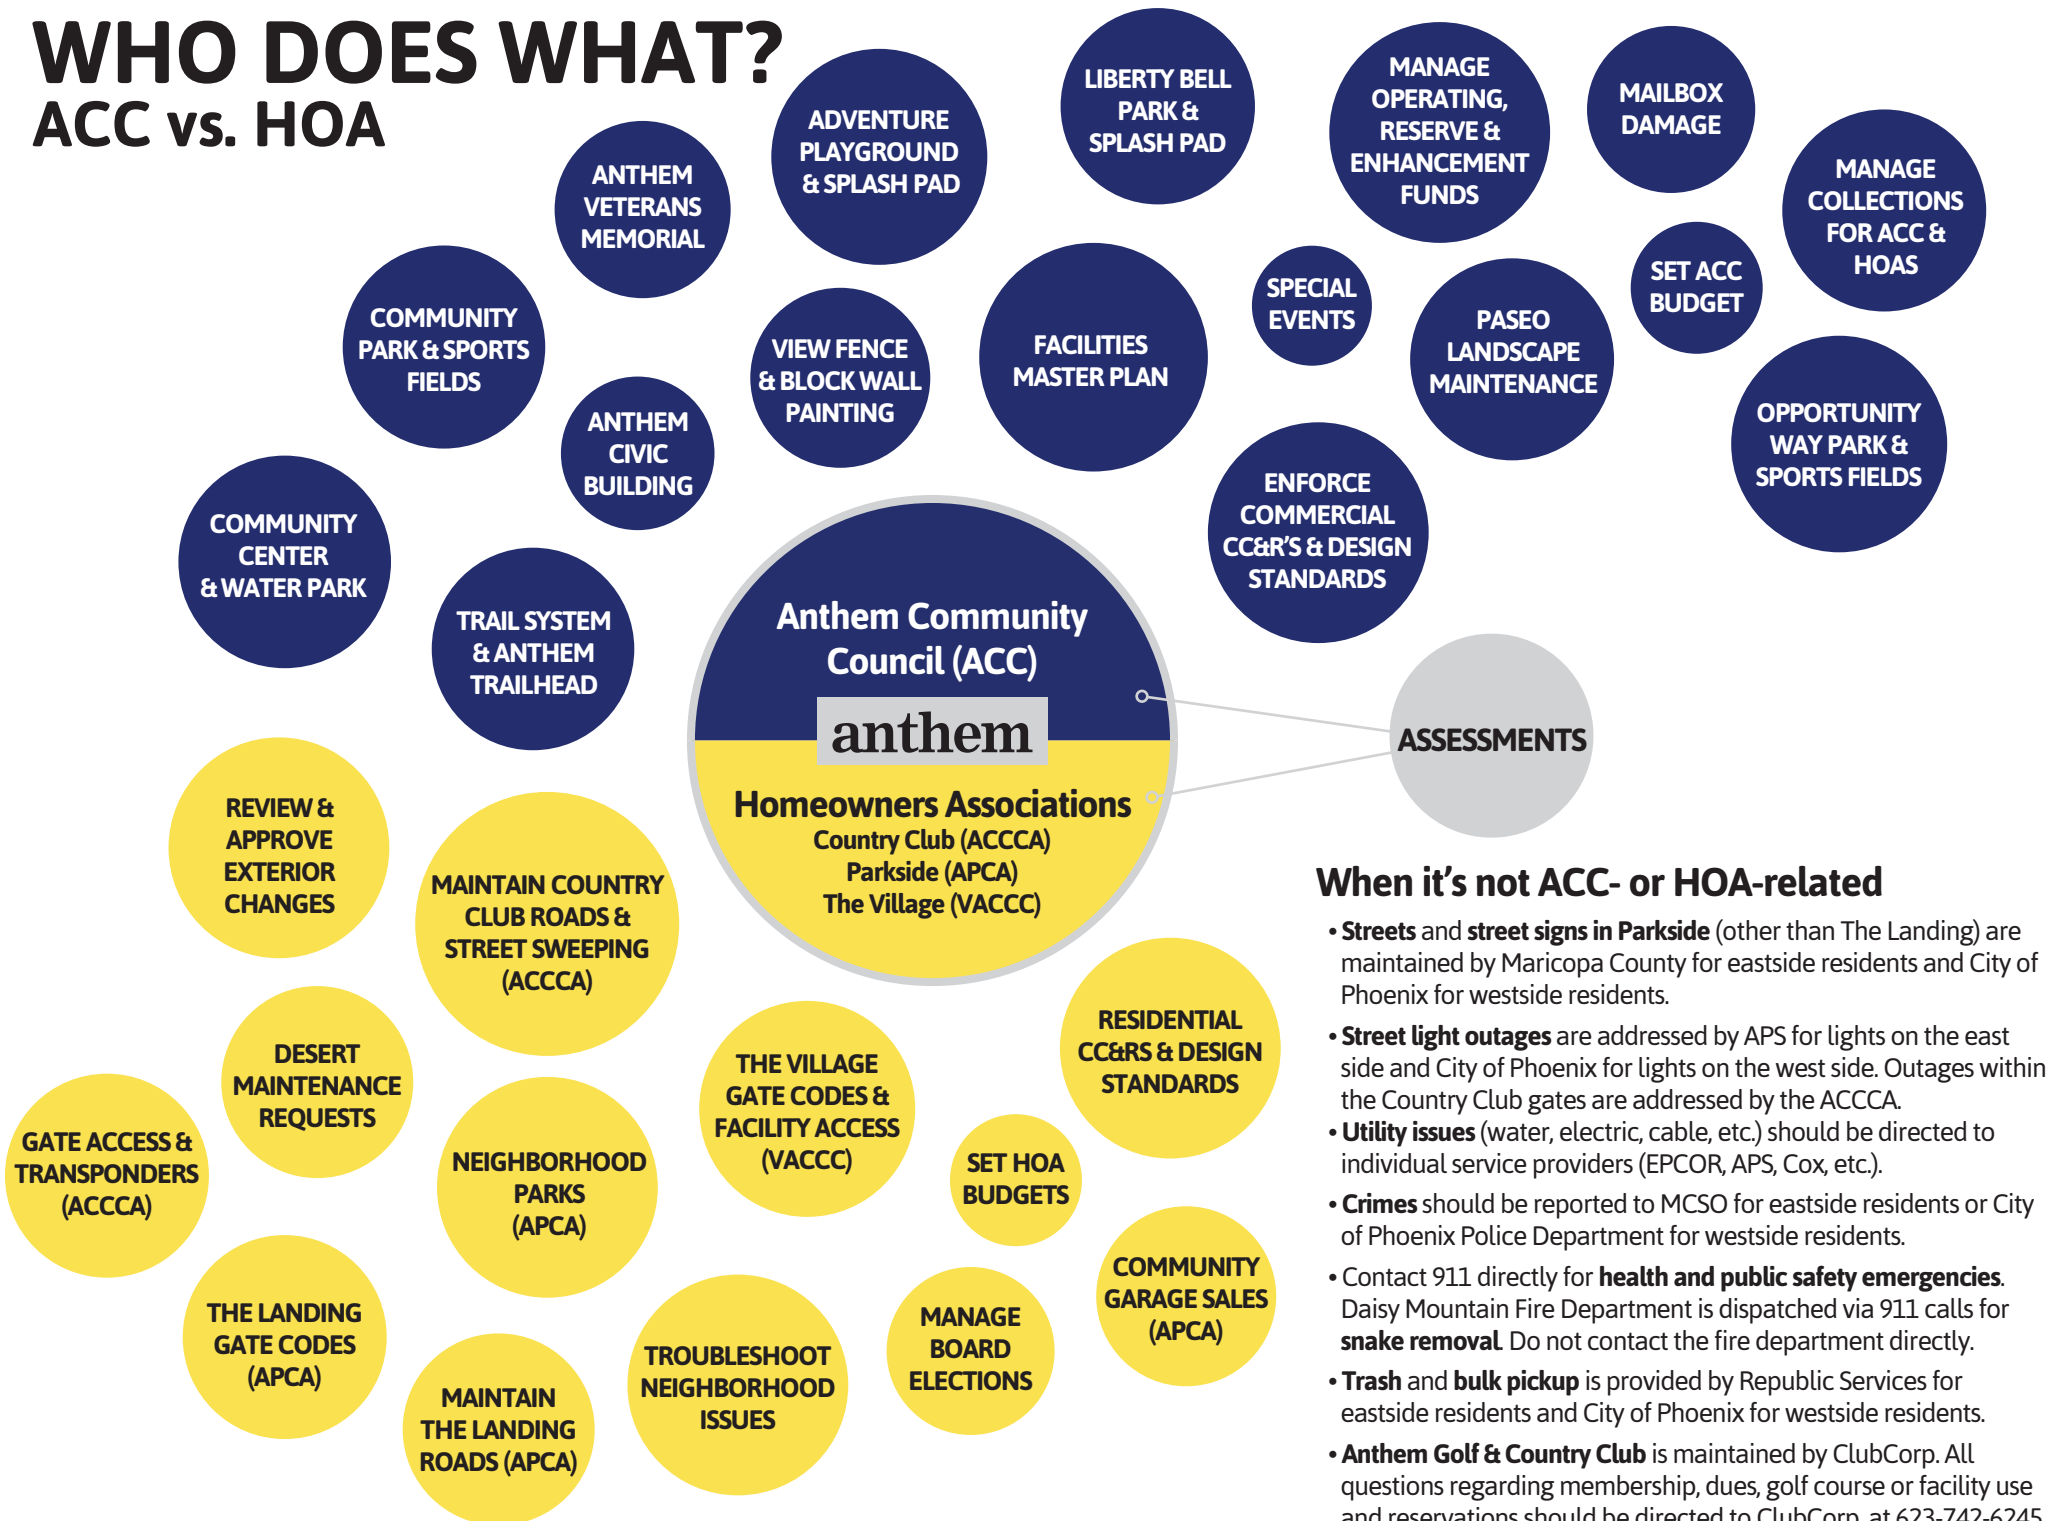 WHO DOES WHAT?
ACC vs. HOA
LIBERTY BELL
PARK &
SPLASH PAD
MANAGE
OPERATING,
RESERVE &
ENHANCEMENT
FUNDS
MAILBOX
DAMAGE
ADVENTURE
PLAYGROUND
& SPLASH PAD
ANTHEM
VETERANS
MEMORIAL
MANAGE
COLLECTIONS
FOR ACC &
HOAS
COMMUNITY
PARK & SPORTS
FIELDS
VIEW FENCE
& BLOCK WALL
PAINTING
FACILITIES
MASTER PLAN
SPECIAL
EVENTS
PASEO
LANDSCAPE
MAINTENANCE
SET ACC
BUDGET
ANTHEM
CIVIC
BUILDING
OPPORTUNITY
WAY PARK &
SPORTS FIELDS
ENFORCE
COMMERCIAL
CC&R'S & DESIGN
STANDARDS
COMMUNITY
CENTER
& WATER PARK
TRAIL SYSTEM
& ANTHEM
TRAILHEAD
Anthem Community
Council (ACC)
anthem
Homeowners Associations
Country Club (ACCCA)
Parkside (APCA)
The Village (VACCC)
ASSESSMENTS
REVIEW &
APPROVE
EXTERIOR
CHANGES
MAINTAIN COUNTRY
CLUB ROADS &
STREET SWEEPING
(ACCCA)
DESERT
MAINTENANCE
REQUESTS
THE VILLAGE
GATE CODES &
FACILITY ACCESS
(VACCC)
RESIDENTIAL
CC&RS & DESIGN
STANDARDS
GATE ACCESS &
TRANSPONDERS
(ACCCA)
NEIGHBORHOOD
PARKS
(APCA)
SET HOA
BUDGETS
THE LANDING
GATE CODES
(APCA)
COMMUNITY
GARAGE SALES
(APCA)
MANAGE
BOARD
ELECTIONS
TROUBLESHOOT
NEIGHBORHOOD
ISSUES
MAINTAIN
THE LANDING
ROADS (APCA)
When it's not ACC- or HOA-related
• Streets and street signs in Parkside (other than The Landing) are
maintained by Maricopa County for eastside residents and City of
Phoenix for westside residents.
• Street light outages are addressed by APS for lights on the east
side and City of Phoenix for lights on the west side. Outages within
the Country Club gates are addressed by the ACCCA.
• Utility issues (water, electric, cable, etc.) should be directed to
individual service providers (EPCOR, APS, Cox, etc.).
• Crimes should be reported to MCSO for eastside residents or City
of Phoenix Police Department for westside residents.
• Contact 911 directly for health and public safety emergencies.
Daisy Mountain Fire Department is dispatched via 911 calls for
snake removal. Do not contact the fire department directly.
• Trash and bulk pickup is provided by Republic Services for
eastside residents and City of Phoenix for westside residents.
• Anthem Golf & Country Club is maintained by ClubCorp. All
questions regarding membership, dues, golf course or facility use
and reservations should be directed to ClubCorp. at 623-742-6245